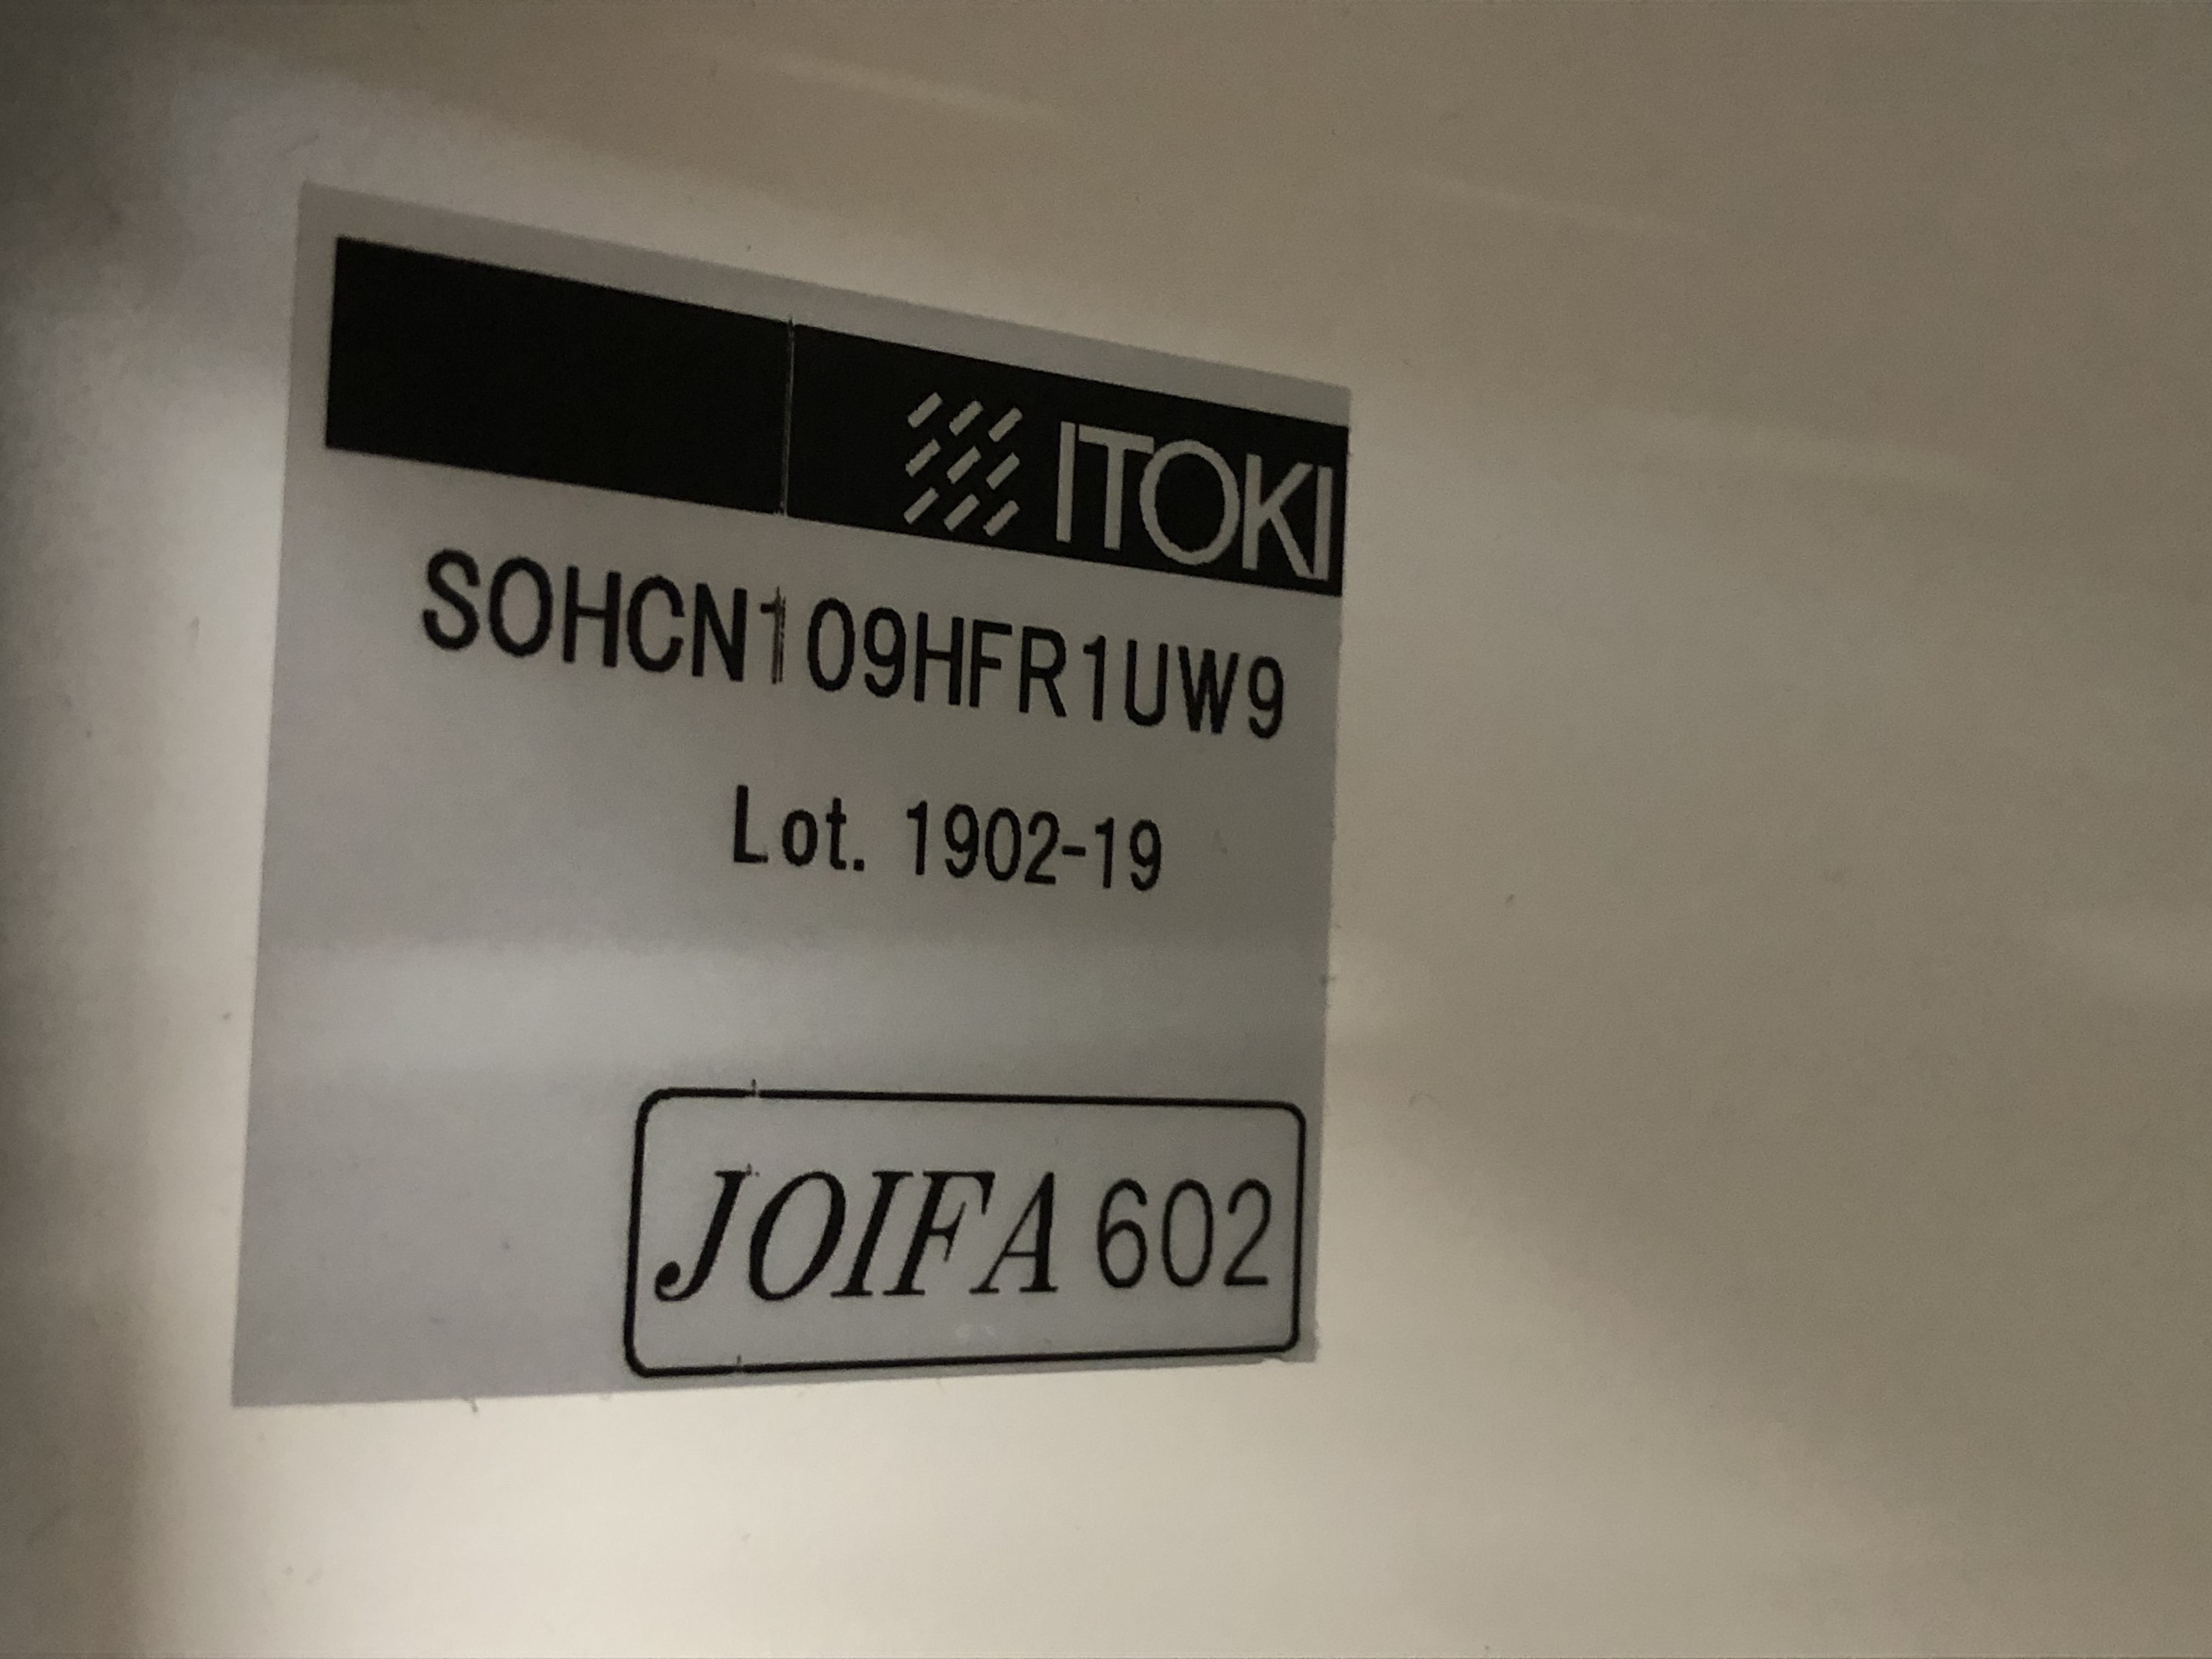 ITOKI
SOHCN109HFR1UW9
Lot. 1902-19
JOIFA 602